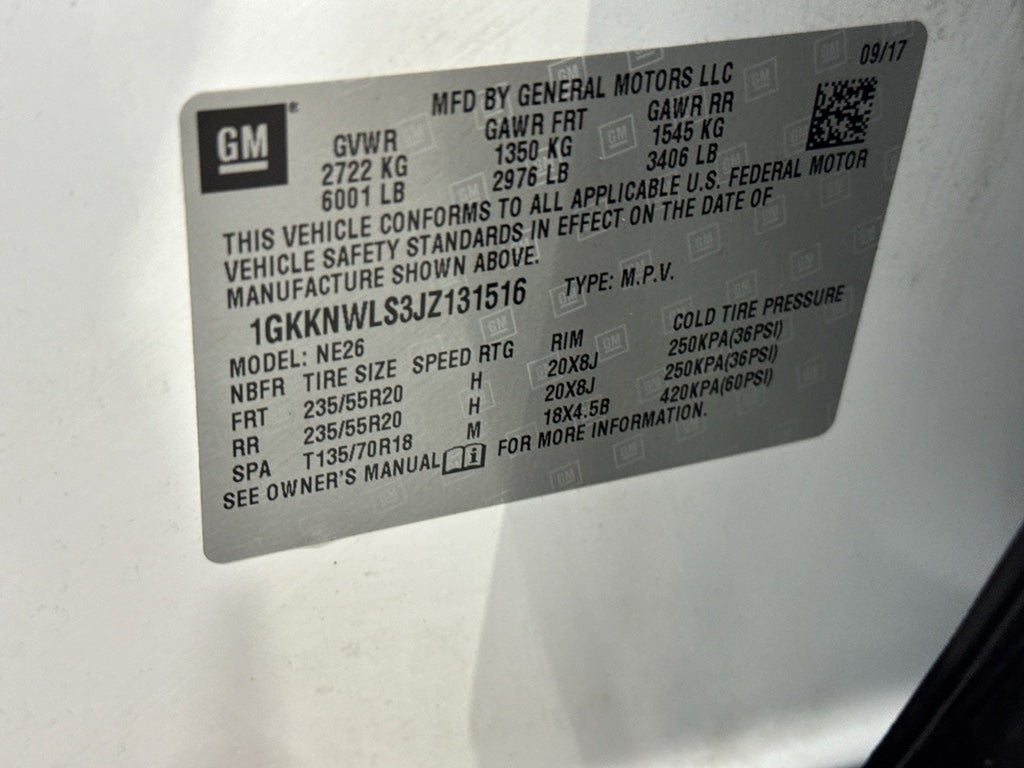 09/17
GM®
MFD BY GENERAL MOTORS LLC
GVWR GAWR FRT GAWR RR
2722 KG 1350 KG 1545 KG
6001 LB 2976 LB 3406 LB
THIS VEHICLE CONFORMS TO ALL APPLICABLE U.S. FEDERAL MOTOR
VEHICLE SAFETY STANDARDS IN EFFECT ON THE DATE OF
MANUFACTURE SHOWN ABOVE.
1GKKNWLS3JZ131516 TYPE: M.P.V.
MODEL: NE26
NBFR TIRE SIZE SPEED RTG RIM COLD TIRE PRESSURE
FRT 235/55R20 H 20X8J 250KPA(36PSI)
RR 235/55R20 H 20X8J 250KPA(36PSI)
SPA T135/70R18 M 18X4.5B 420KPA(60PSI)
SEE OWNER'S MANUAL i FOR MORE INFORMATION.